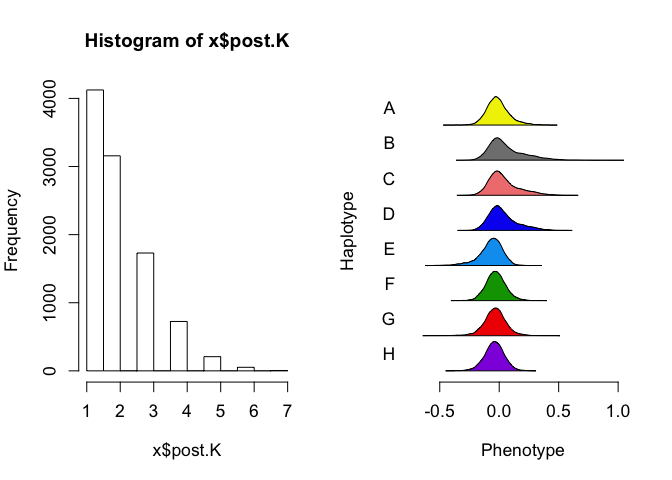 Histogram of x$post.K
Frequency
4000
3000
2000
1000
0
1 2 3 4 5 6 7
x$post.K
Haplotype
A
B
C
D
E
F
G
H
-0.5 0.0 0.5 1.0
Phenotype